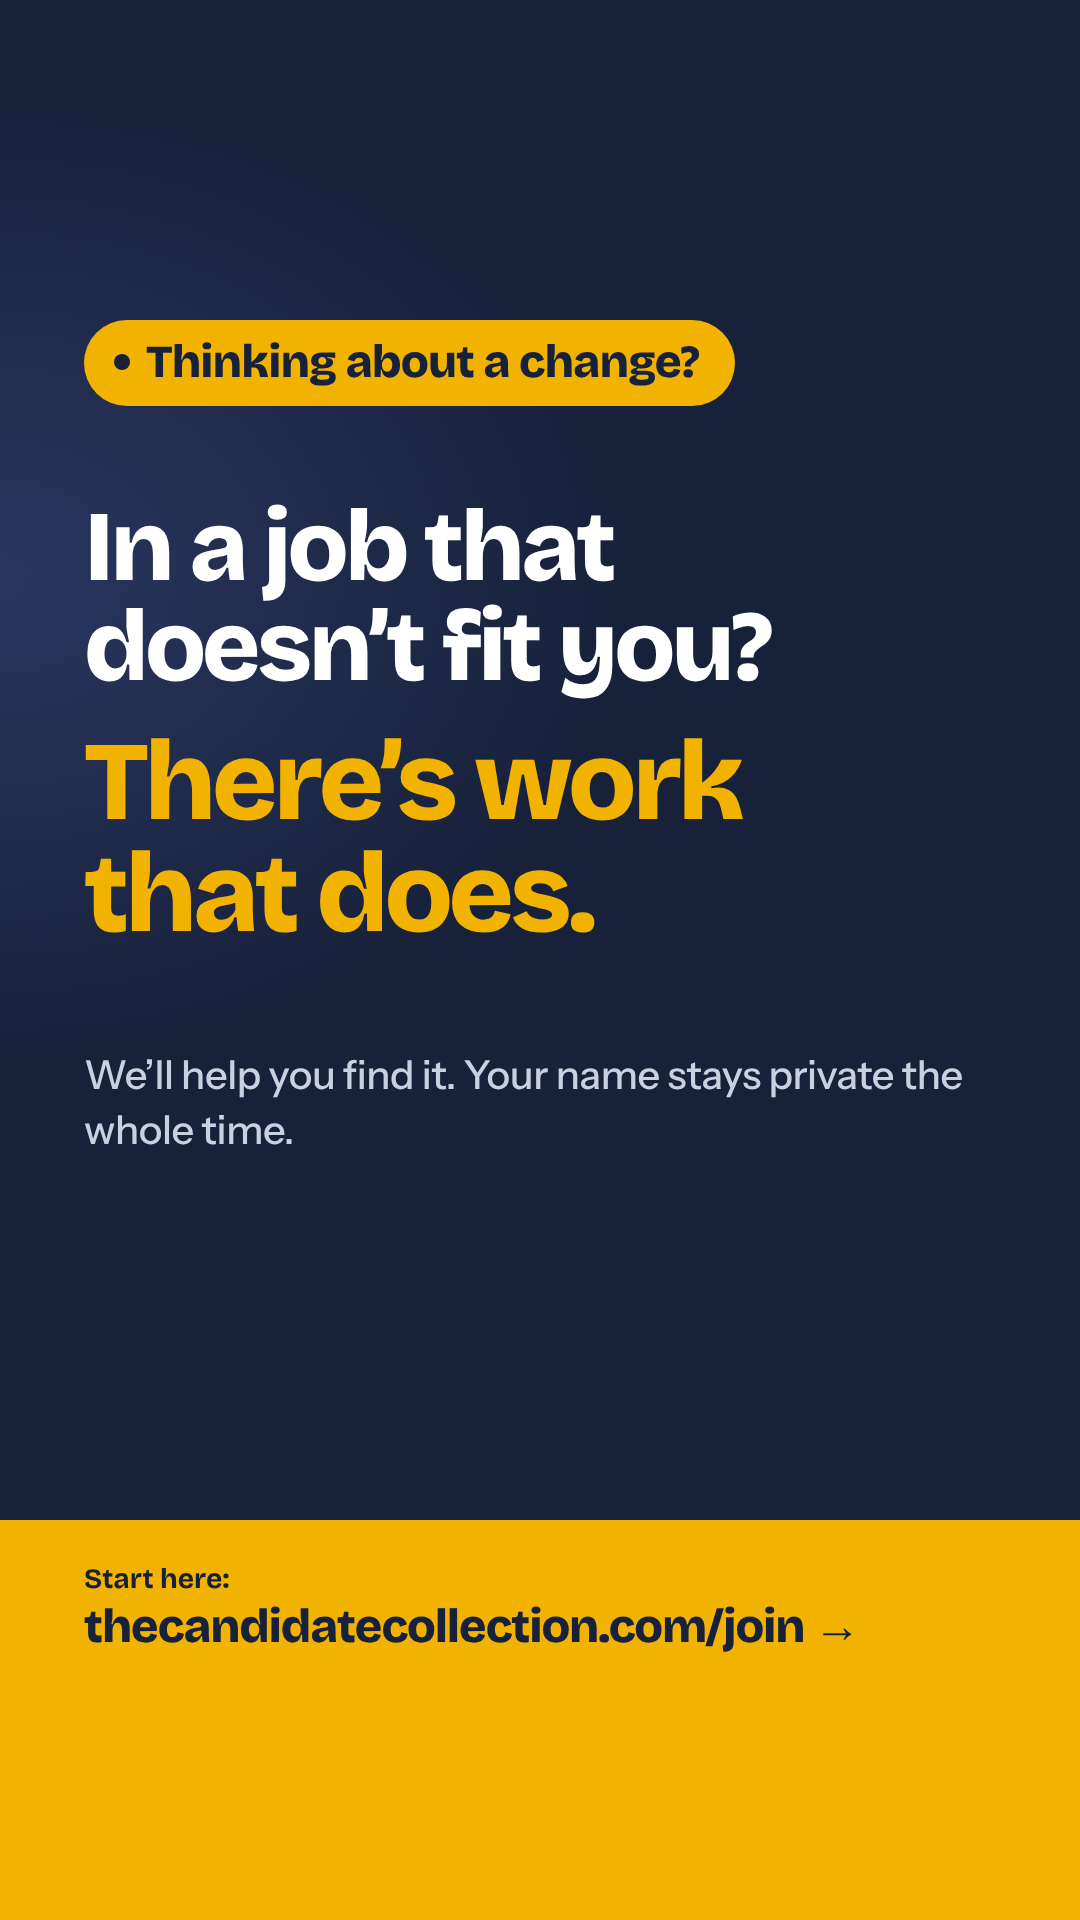 • Thinking about a change?
In a job that
doesn’t fit you?
There’s work
that does.
We’ll help you find it. Your name stays private the
whole time.
Start here:
thecandidatecollection.com/join →